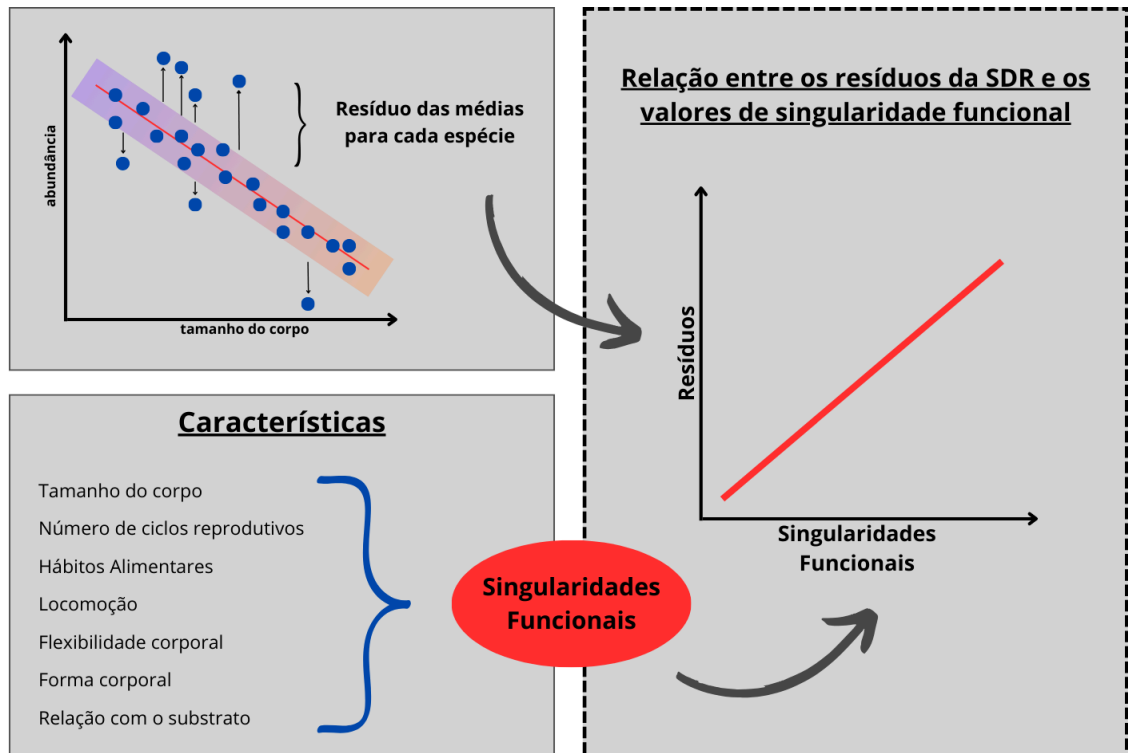 abundância
tamanho do corpo
Resíduo das médias
para cada espécie
Relação entre os resíduos da SDR e os
valores de singularidade funcional
Resíduos
Singularidades
Funcionais
Características
Tamanho do corpo
Número de ciclos reprodutivos
Hábitos Alimentares
Locomoção
Flexibilidade corporal
Forma corporal
Relação com o substrato
Singularidades
Funcionais